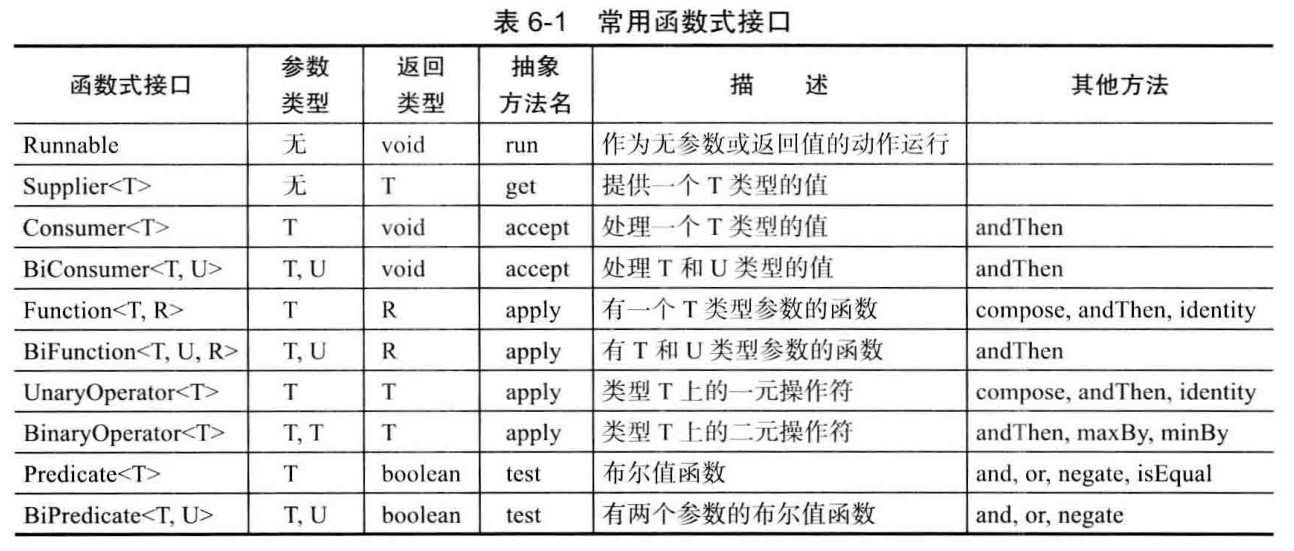 表 6-1 常用函数式接口
函数式接口 参数类型 返回类型 抽象方法名 描 述 其他方法
Runnable 无 void run 作为无参数或返回值的动作运行
Supplier<T> 无 T get 提供一个 T 类型的值
Consumer<T> T void accept 处理一个 T 类型的值 andThen
BiConsumer<T, U> T, U void accept 处理 T 和 U 类型的值 andThen
Function<T, R> T R apply 有一个 T 类型参数的函数 compose, andThen, identity
BiFunction<T, U, R> T, U R apply 有 T 和 U 类型参数的函数 andThen
UnaryOperator<T> T T apply 类型 T 上的一元操作符 compose, andThen, identity
BinaryOperator<T> T, T T apply 类型 T 上的二元操作符 andThen, maxBy, minBy
Predicate<T> T boolean test 布尔值函数 and, or, negate, isEqual
BiPredicate<T, U> T, U boolean test 有两个参数的布尔值函数 and, or, negate